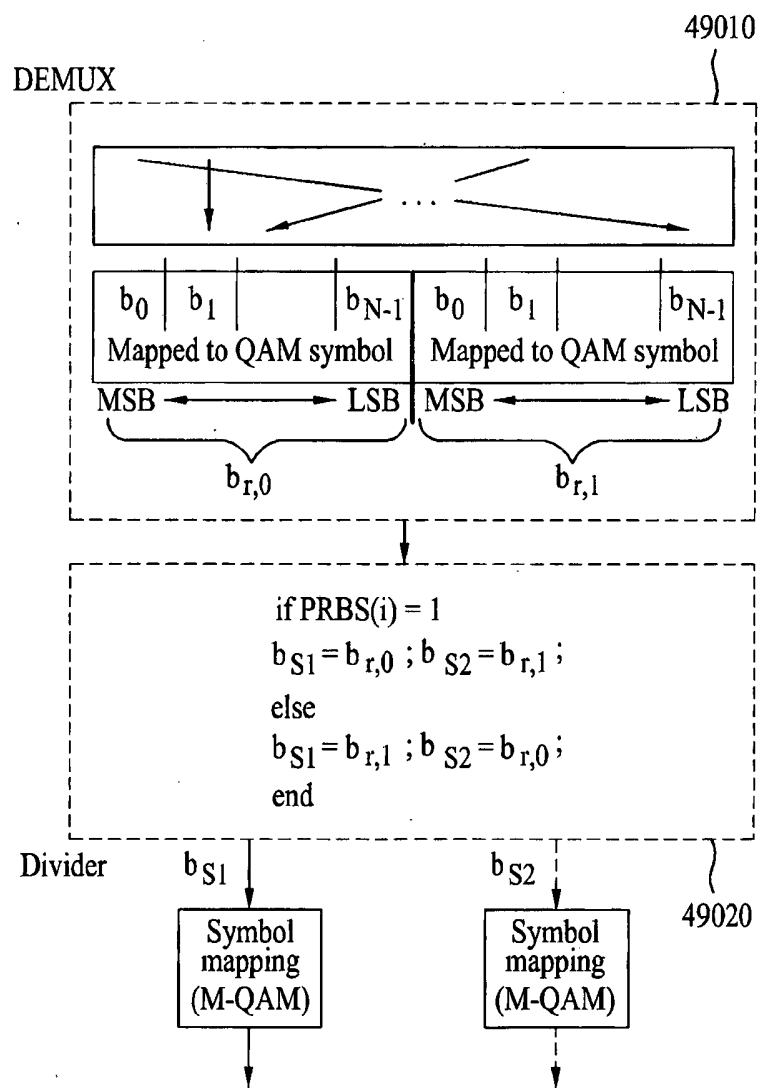 49010
DEMUX
. . .
b0 b1 bN-1 b0 b1 bN-1
Mapped to QAM symbol Mapped to QAM symbol
MSB LSB MSB LSB
br,0 br,1
if PRBS(i) = 1
bS1 = br,0 ; bS2 = br,1 ;
else
bS1 = br,1 ; bS2 = br,0 ;
end
Divider bS1 bS2 49020
Symbol mapping (M-QAM) Symbol mapping (M-QAM)